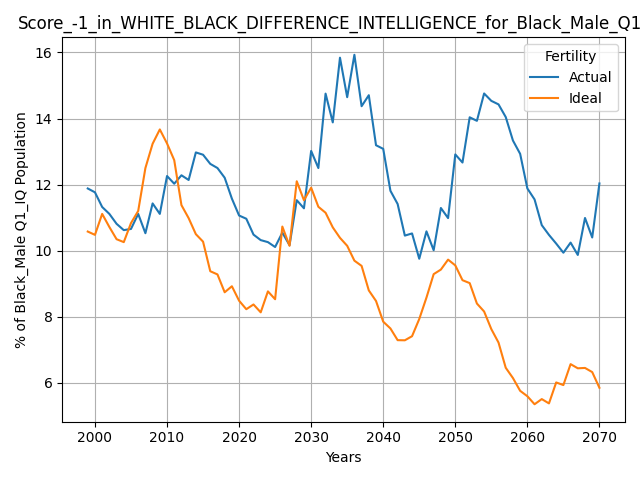 Score_-1_in_WHITE_BLACK_DIFFERENCE_INTELLIGENCE_for_Black_Male_Q1
Fertility
Actual
Ideal
% of Black_Male Q1_IQ Population
16
14
12
10
8
6
2000 2010 2020 2030 2040 2050 2060 2070
Years